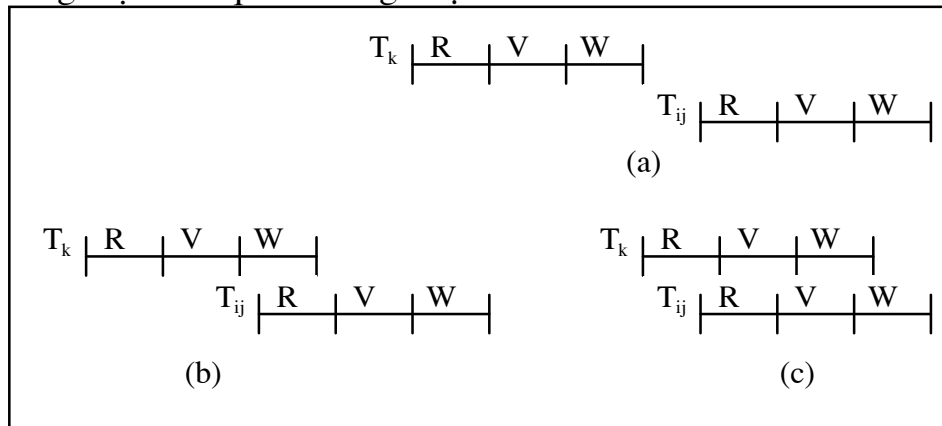 T_k R V W
T_ij R V W
(a)
T_k R V W
T_ij R V W
(b)
T_k R V W
T_ij R V W
(c)